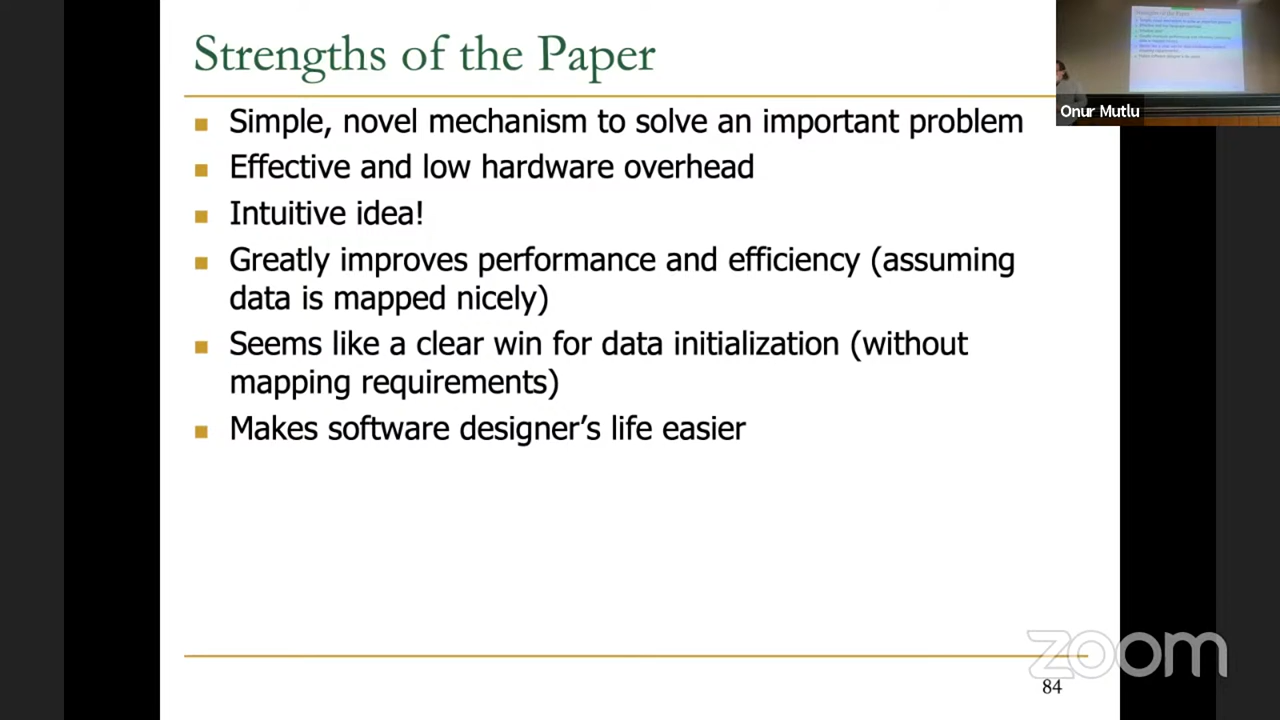 Strengths of the Paper
Simple, novel mechanism to solve an important problem
Effective and low hardware overhead
Intuitive idea!
Greatly improves performance and efficiency (assuming
data is mapped nicely)
Seems like a clear win for data initialization (without
mapping requirements)
Makes software designer's life easier
Onur Mutlu
zoom
84